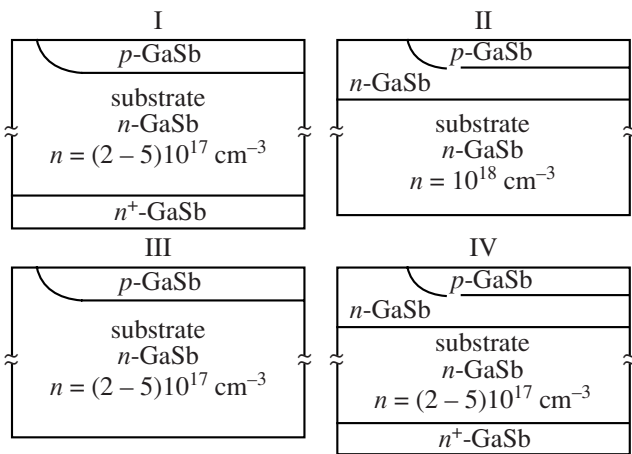 I
p-GaSb
substrate
n-GaSb
n = (2 – 5)10¹⁷ cm⁻³
n⁺-GaSb
II
p-GaSb
n-GaSb
substrate
n-GaSb
n = 10¹⁸ cm⁻³
III
p-GaSb
substrate
n-GaSb
n = (2 – 5)10¹⁷ cm⁻³
IV
p-GaSb
n-GaSb
substrate
n-GaSb
n = (2 – 5)10¹⁷ cm⁻³
n⁺-GaSb